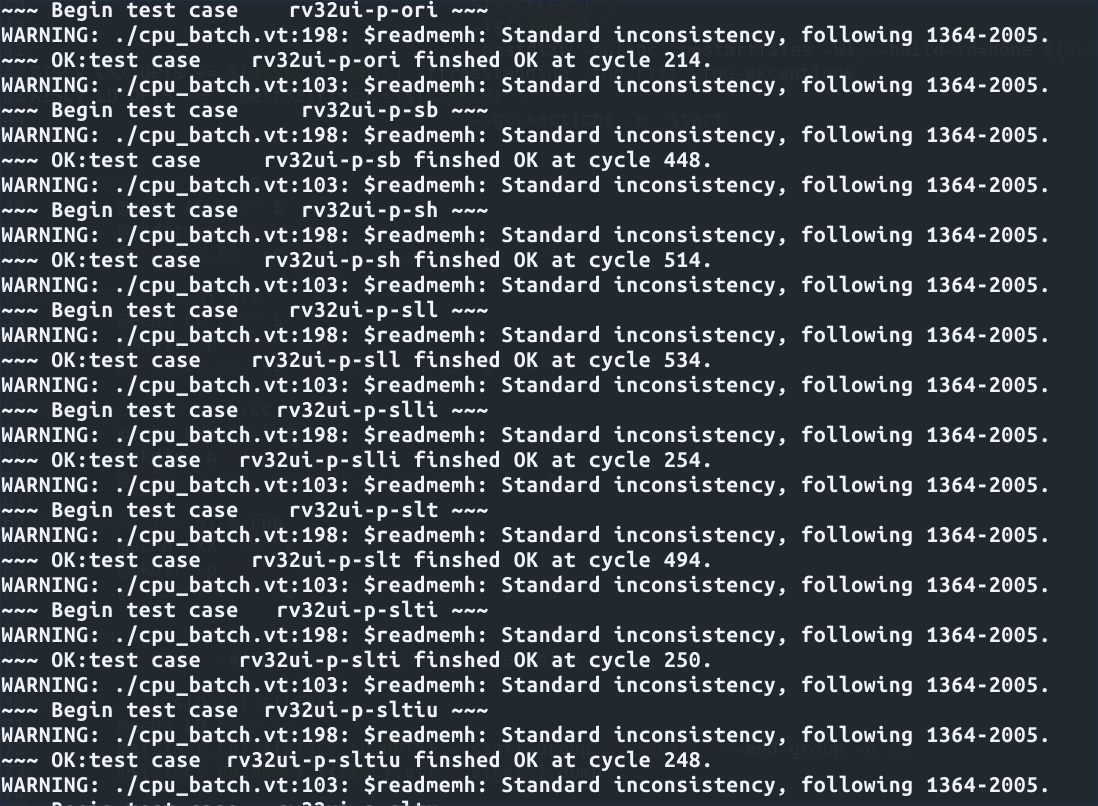 ~~~ Begin test case    rv32ui-p-ori ~~~
WARNING: ./cpu_batch.vt:198: $readmemh: Standard inconsistency, following 1364-2005.
~~~ OK:test case    rv32ui-p-ori finshed OK at cycle 214.
WARNING: ./cpu_batch.vt:103: $readmemh: Standard inconsistency, following 1364-2005.
~~~ Begin test case     rv32ui-p-sb ~~~
WARNING: ./cpu_batch.vt:198: $readmemh: Standard inconsistency, following 1364-2005.
~~~ OK:test case     rv32ui-p-sb finshed OK at cycle 448.
WARNING: ./cpu_batch.vt:103: $readmemh: Standard inconsistency, following 1364-2005.
~~~ Begin test case     rv32ui-p-sh ~~~
WARNING: ./cpu_batch.vt:198: $readmemh: Standard inconsistency, following 1364-2005.
~~~ OK:test case     rv32ui-p-sh finshed OK at cycle 514.
WARNING: ./cpu_batch.vt:103: $readmemh: Standard inconsistency, following 1364-2005.
~~~ Begin test case    rv32ui-p-sll ~~~
WARNING: ./cpu_batch.vt:198: $readmemh: Standard inconsistency, following 1364-2005.
~~~ OK:test case    rv32ui-p-sll finshed OK at cycle 534.
WARNING: ./cpu_batch.vt:103: $readmemh: Standard inconsistency, following 1364-2005.
~~~ Begin test case   rv32ui-p-slli ~~~
WARNING: ./cpu_batch.vt:198: $readmemh: Standard inconsistency, following 1364-2005.
~~~ OK:test case   rv32ui-p-slli finshed OK at cycle 254.
WARNING: ./cpu_batch.vt:103: $readmemh: Standard inconsistency, following 1364-2005.
~~~ Begin test case    rv32ui-p-slt ~~~
WARNING: ./cpu_batch.vt:198: $readmemh: Standard inconsistency, following 1364-2005.
~~~ OK:test case    rv32ui-p-slt finshed OK at cycle 494.
WARNING: ./cpu_batch.vt:103: $readmemh: Standard inconsistency, following 1364-2005.
~~~ Begin test case   rv32ui-p-slti ~~~
WARNING: ./cpu_batch.vt:198: $readmemh: Standard inconsistency, following 1364-2005.
~~~ OK:test case   rv32ui-p-slti finshed OK at cycle 250.
WARNING: ./cpu_batch.vt:103: $readmemh: Standard inconsistency, following 1364-2005.
~~~ Begin test case  rv32ui-p-sltiu ~~~
WARNING: ./cpu_batch.vt:198: $readmemh: Standard inconsistency, following 1364-2005.
~~~ OK:test case  rv32ui-p-sltiu finshed OK at cycle 248.
WARNING: ./cpu_batch.vt:103: $readmemh: Standard inconsistency, following 1364-2005.